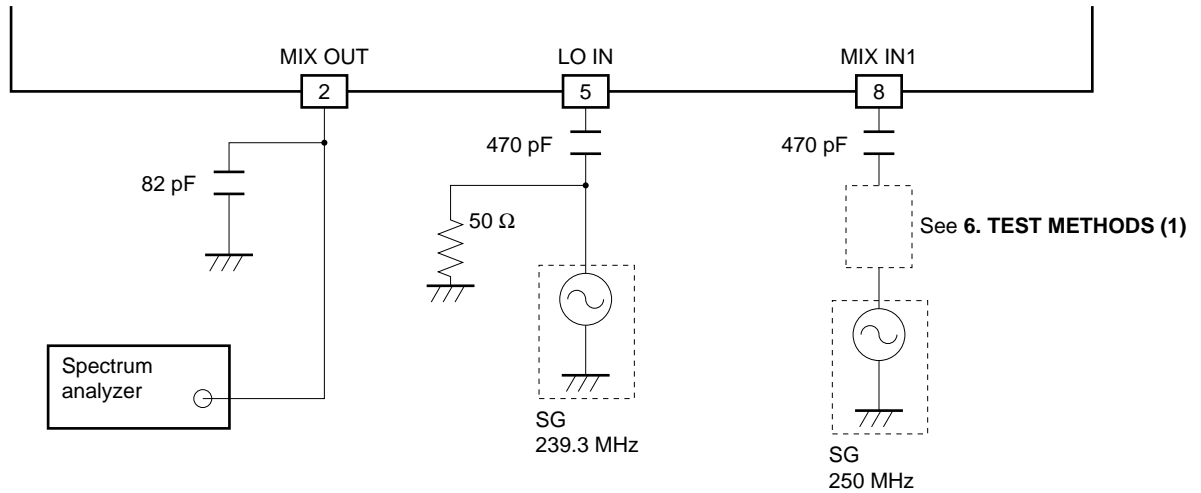 MIX OUT
LO IN
MIX IN1
2
5
8
470 pF
470 pF
82 pF
50 Ω
See 6. TEST METHODS (1)
Spectrum
analyzer
SG
239.3 MHz
SG
250 MHz